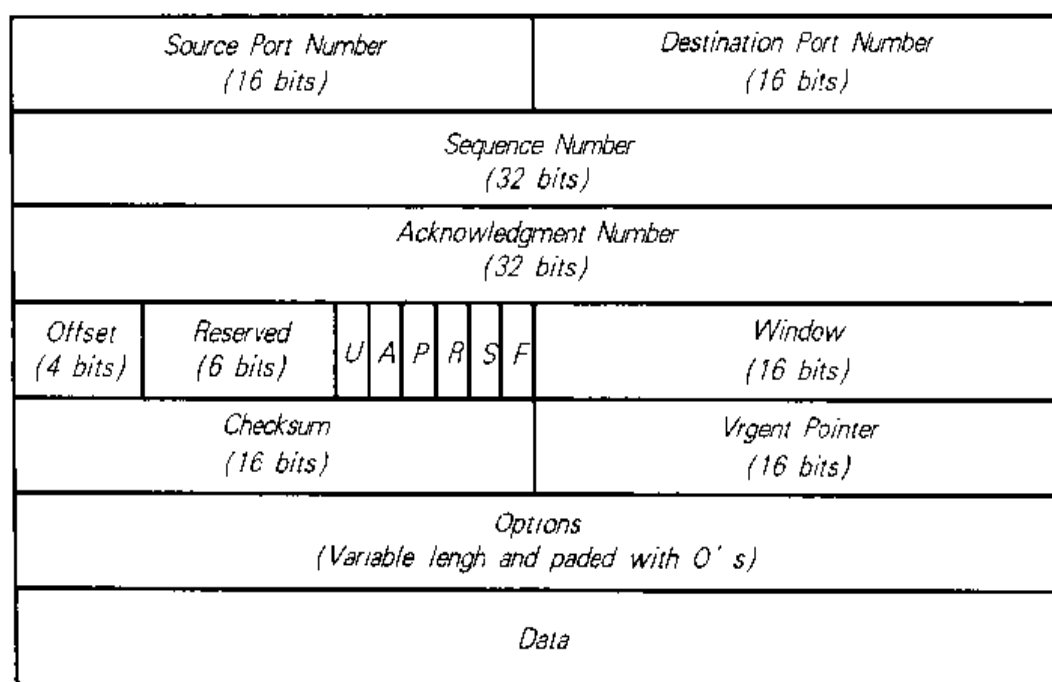 Source Port Number
(16 bits)
Destination Port Number
(16 bits)
Sequence Number
(32 bits)
Acknowledgment Number
(32 bits)
Offset
(4 bits)
Reserved
(6 bits)
U A P R S F
Window
(16 bits)
Checksum
(16 bits)
Vrgent Pointer
(16 bits)
Options
(Variable lengh and paded with 0's)
Data